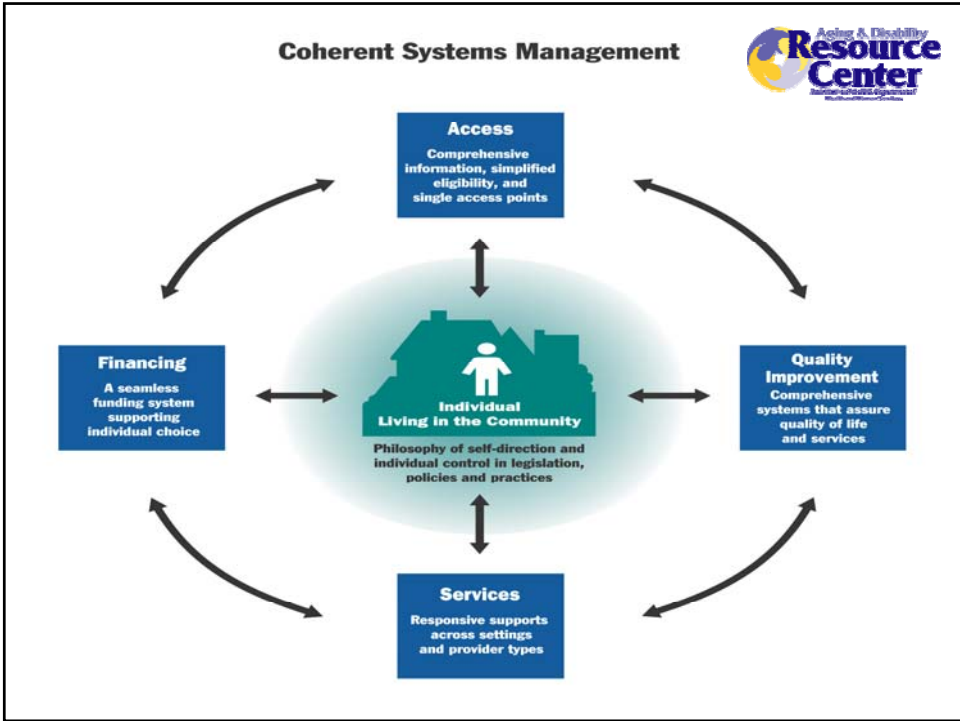 Coherent Systems Management
Aging & Disability
Resource
Center
Access
Comprehensive
information, simplified
eligibility, and
single access points
Financing
A seamless
funding system
supporting
individual choice
Individual
Living in the Community
Philosophy of self-direction and
individual control in legislation,
policies and practices
Quality
Improvement
Comprehensive
systems that assure
quality of life
and services
Services
Responsive supports
across settings
and provider types